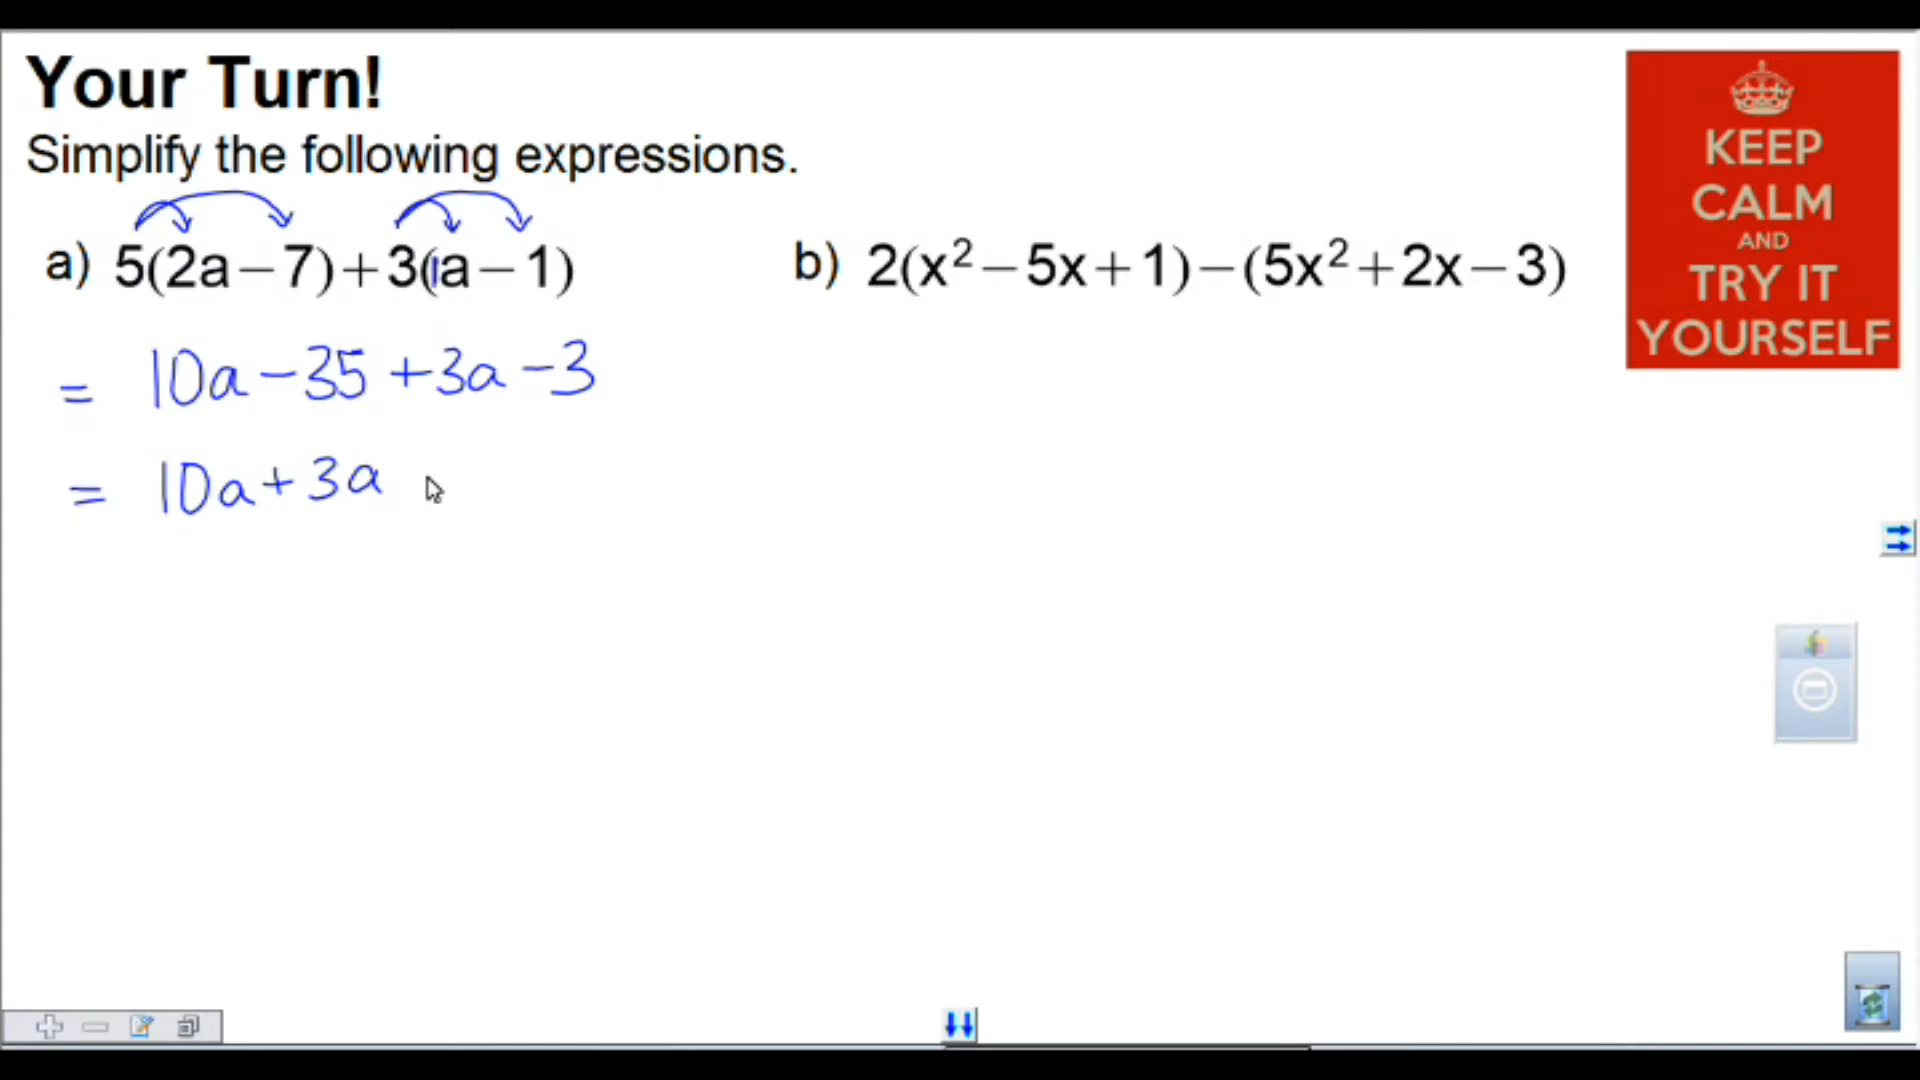 Your Turn!
Simplify the following expressions.
a) 5(2a−7)+3(1a−1)
= 10a − 35 + 3a − 3
= 10a + 3a
b) 2(x²−5x+1)−(5x²+2x−3)
KEEP
CALM
AND
TRY IT
YOURSELF